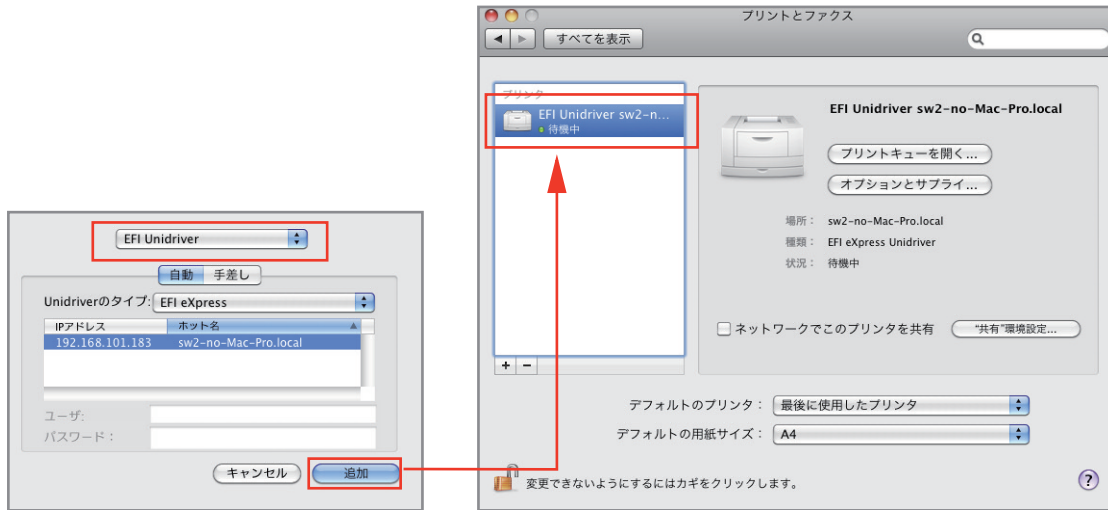 EFI Unidriver
自動 手差し
Unidriverのタイプ: EFI eXpress
IPアドレス ホット名
192.168.101.183 sw2-no-Mac-Pro.local
ユーザ:
パスワード：
キャンセル 追加
プリントとファクス
すべてを表示
プリンタ
EFI Unidriver sw2-n...
待機中
EFI Unidriver sw2-no-Mac-Pro.local
プリントキューを開く...
オプションとサプライ...
場所： sw2-no-Mac-Pro.local
種類： EFI eXpress Unidriver
状況： 待機中
ネットワークでこのプリンタを共有 "共有"環境設定...
+ −
デフォルトのプリンタ： 最後に使用したプリンタ
デフォルトの用紙サイズ： A4
変更できないようにするにはカギをクリックします。 ?